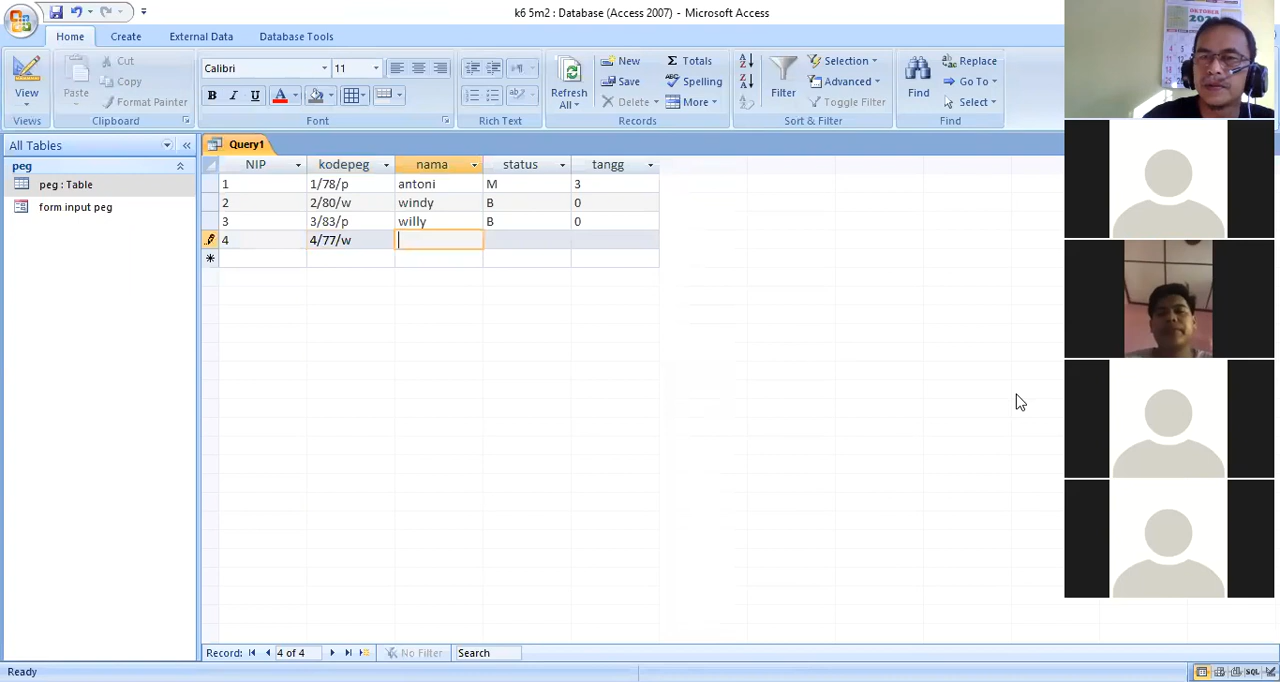 k6 5m2 : Database (Access 2007) - Microsoft Access
Home Create External Data Database Tools
View
Views
Paste
Cut
Copy
Format Painter
Clipboard
Calibri 11
B I U A
Font
Rich Text
Refresh All
New
Save
Delete
Totals
Spelling
More
Records
Filter
Selection
Advanced
Toggle Filter
Sort & Filter
Find
Replace
Go To
Select
Find
All Tables
peg
peg : Table
form input peg
Query1
NIP kodepeg nama status tangg
1 1/78/p antoni M 3
2 2/80/w windy B 0
3 3/83/p willy B 0
4 4/77/w
Record: 4 of 4 No Filter Search
Ready
SQL
OKTOBER